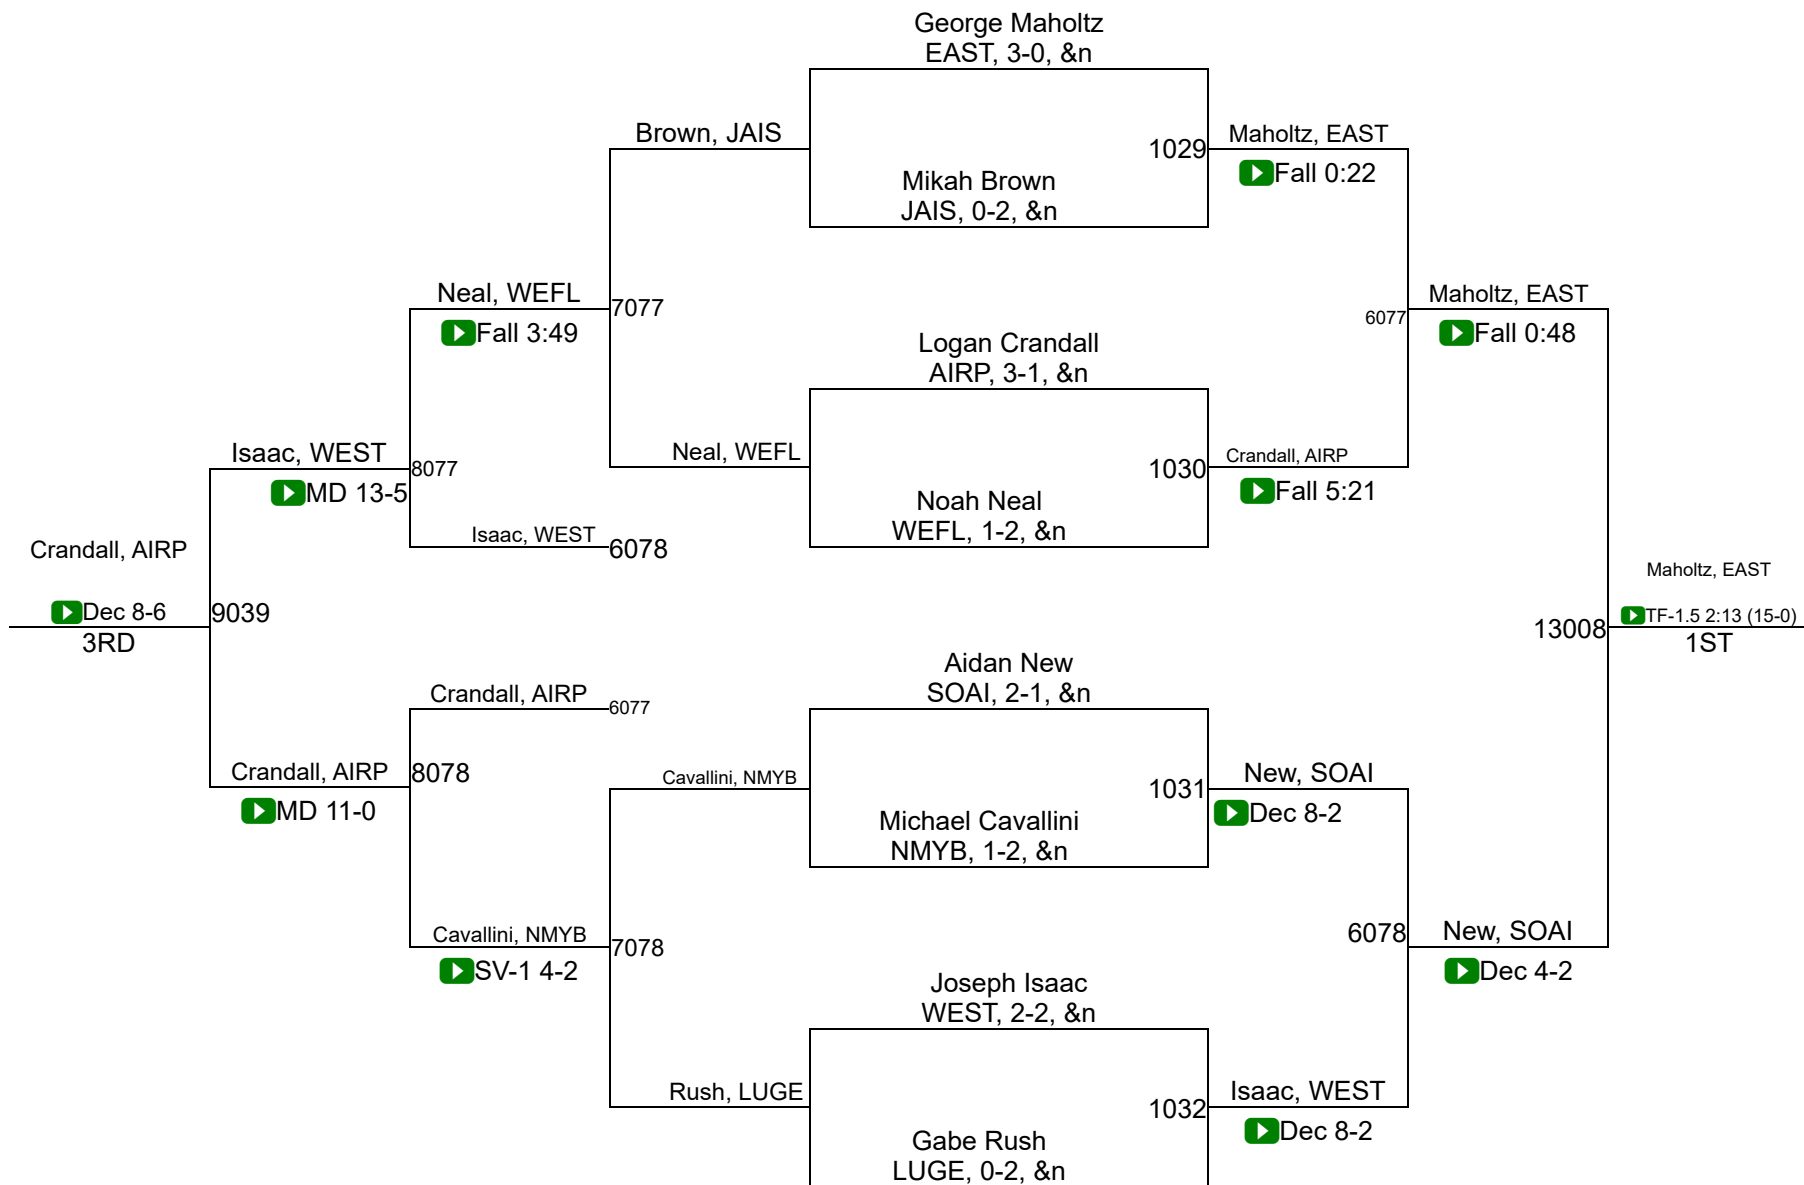 George Maholtz
EAST, 3-0, &n
Brown, JAIS
1029
Maholtz, EAST
Fall 0:22
Mikah Brown
JAIS, 0-2, &n
Neal, WEFL
7077
Fall 3:49
Maholtz, EAST
6077
Fall 0:48
Logan Crandall
AIRP, 3-1, &n
Isaac, WEST
8077
MD 13-5
Neal, WEFL
1030
Crandall, AIRP
Fall 5:21
Noah Neal
WEFL, 1-2, &n
Isaac, WEST
6078
Crandall, AIRP
Dec 8-6
9039
3RD
Maholtz, EAST
13008
TF-1.5 2:13 (15-0)
1ST
Aidan New
SOAI, 2-1, &n
Crandall, AIRP
6077
Crandall, AIRP
8078
MD 11-0
Cavallini, NMYB
1031
New, SOAI
Dec 8-2
Michael Cavallini
NMYB, 1-2, &n
Cavallini, NMYB
7078
SV-1 4-2
6078
New, SOAI
Dec 4-2
Joseph Isaac
WEST, 2-2, &n
Rush, LUGE
1032
Isaac, WEST
Dec 8-2
Gabe Rush
LUGE, 0-2, &n